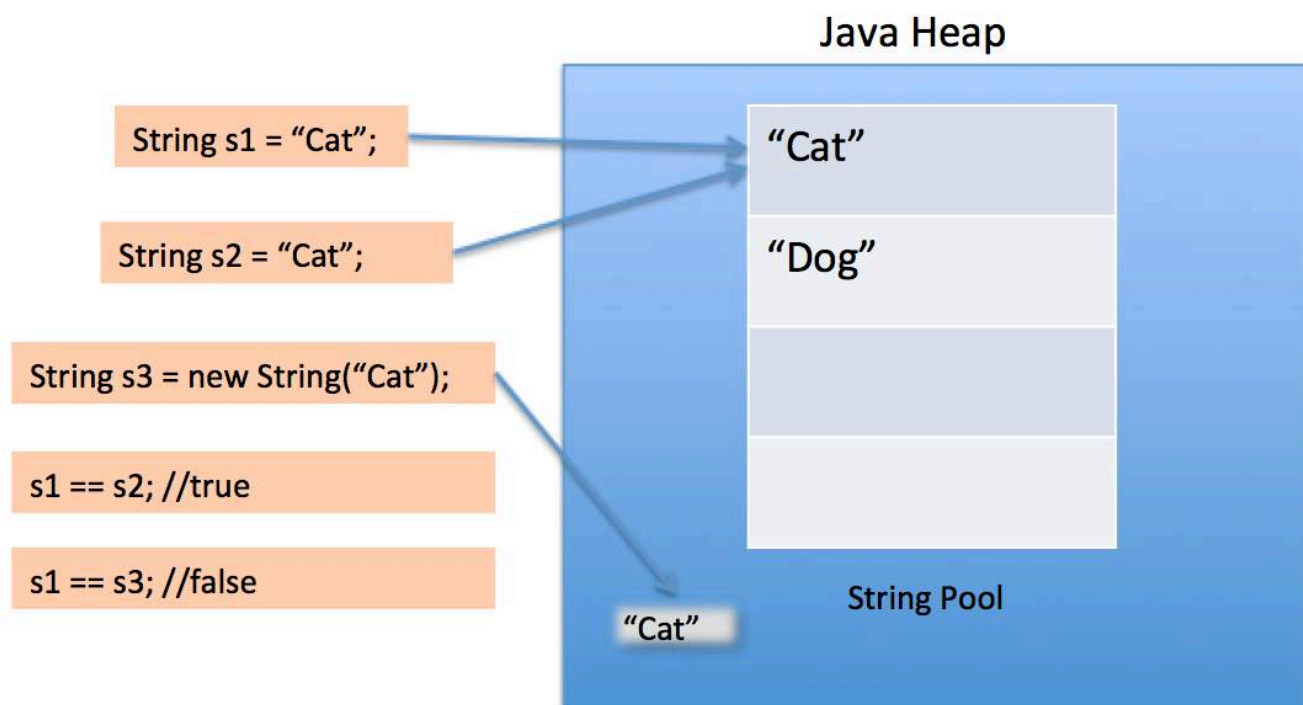 Java Heap
String s1 = “Cat”;
String s2 = “Cat”;
String s3 = new String(“Cat”);
s1 == s2; //true
s1 == s3; //false
“Cat”
“Dog”
String Pool
“Cat”